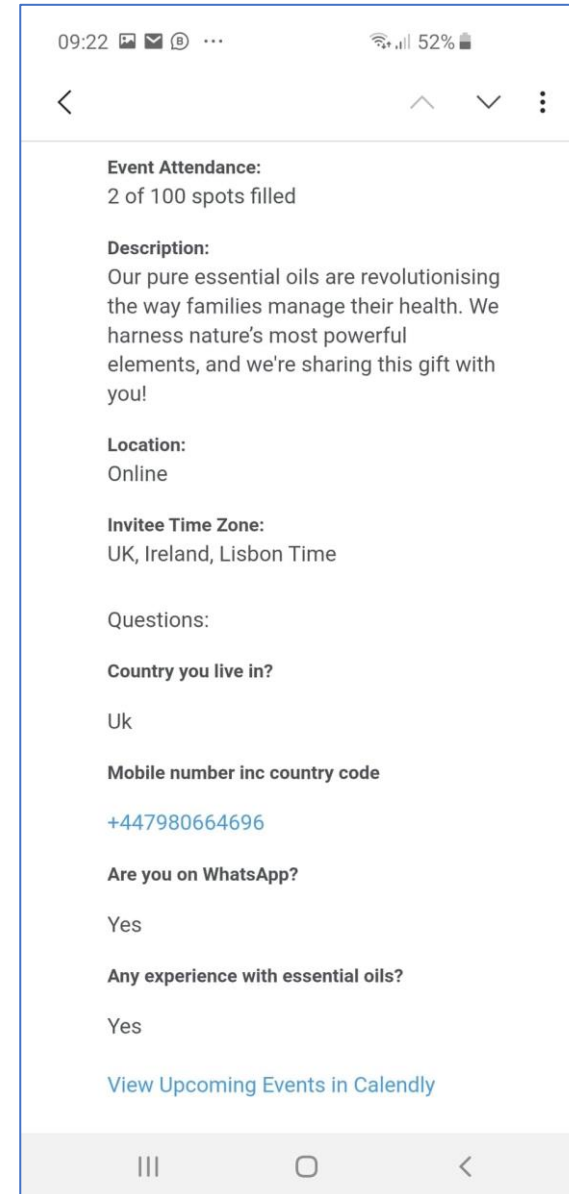 09:22 52%
Event Attendance:
2 of 100 spots filled
Description:
Our pure essential oils are revolutionising
the way families manage their health. We
harness nature's most powerful
elements, and we're sharing this gift with
you!
Location:
Online
Invitee Time Zone:
UK, Ireland, Lisbon Time
Questions:
Country you live in?
Uk
Mobile number inc country code
+447980664696
Are you on WhatsApp?
Yes
Any experience with essential oils?
Yes
View Upcoming Events in Calendly